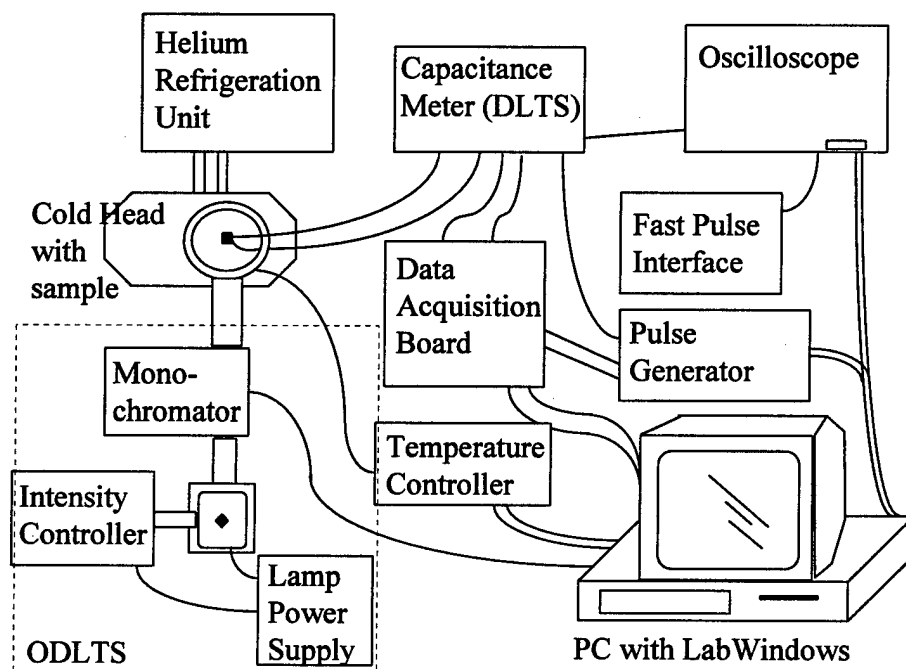 Helium
Refrigeration
Unit
Capacitance
Meter (DLTS)
Oscilloscope
Cold Head
with
sample
Fast Pulse
Interface
Data
Acquisition
Board
Pulse
Generator
Mono-
chromator
Temperature
Controller
Intensity
Controller
Lamp
Power
Supply
ODLTS
PC with LabWindows